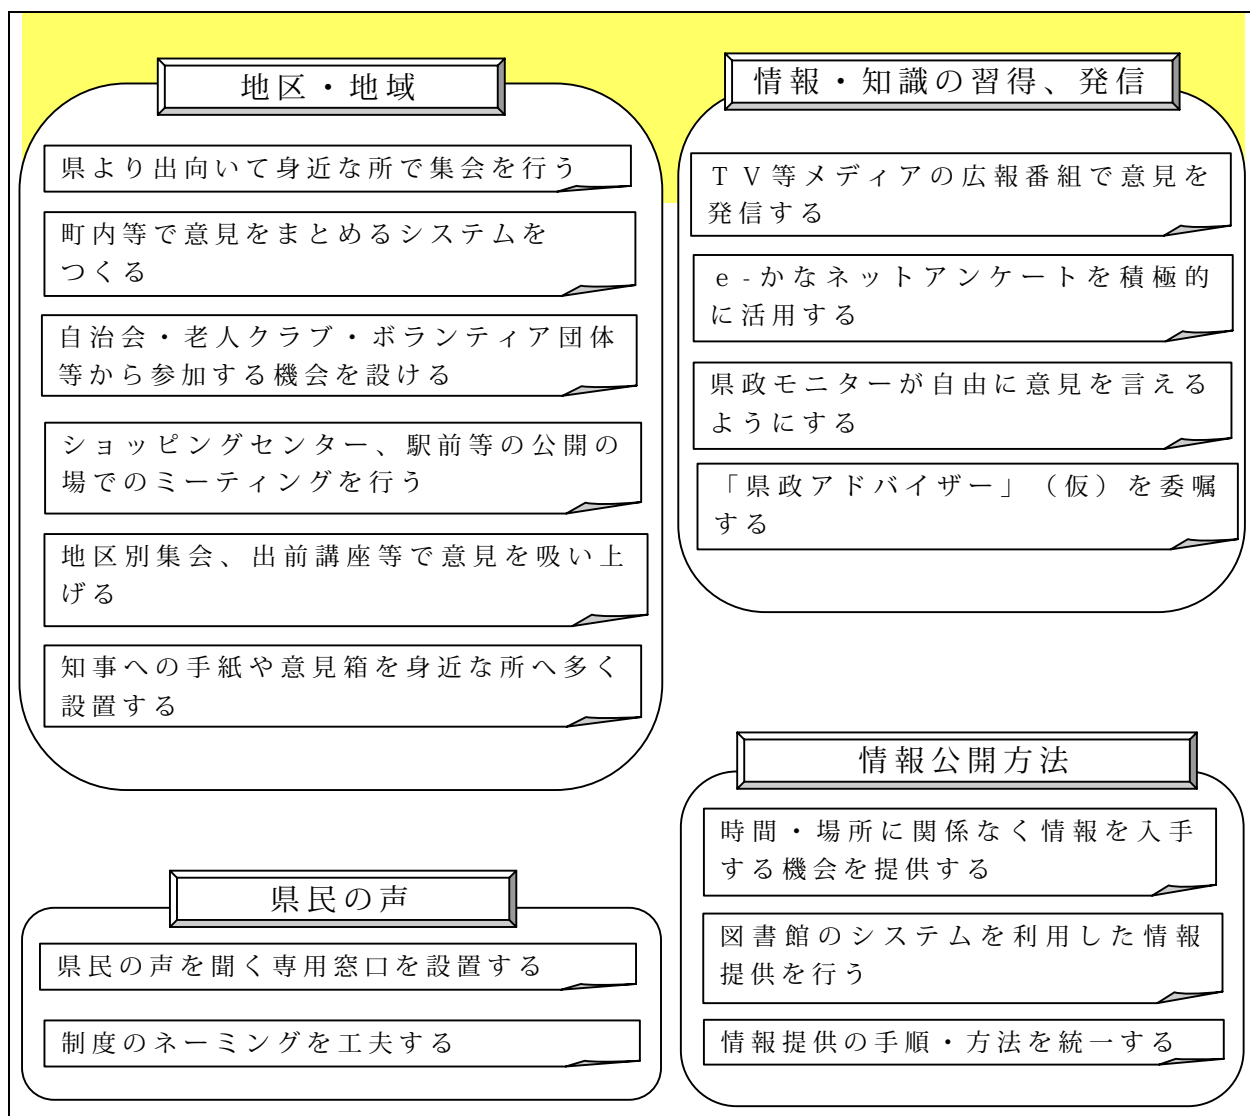 地区・地域
県より出向いて身近な所で集会を行う
町内等で意見をまとめるシステムを
つくる
自治会・老人クラブ・ボランティア団体
等から参加する機会を設ける
ショッピングセンター、駅前等の公開の
場でのミーティングを行う
地区別集会、出前講座等で意見を吸い上
げる
知事への手紙や意見箱を身近な所へ多く
設置する
情報・知識の習得、発信
ＴＶ等メディアの広報番組で意見を
発信する
e-かなネットアンケートを積極的
に活用する
県政モニターが自由に意見を言える
ようにする
「県政アドバイザー」（仮）を委嘱
する
県民の声
県民の声を聞く専用窓口を設置する
制度のネーミングを工夫する
情報公開方法
時間・場所に関係なく情報を入手
する機会を提供する
図書館のシステムを利用した情報
提供を行う
情報提供の手順・方法を統一する